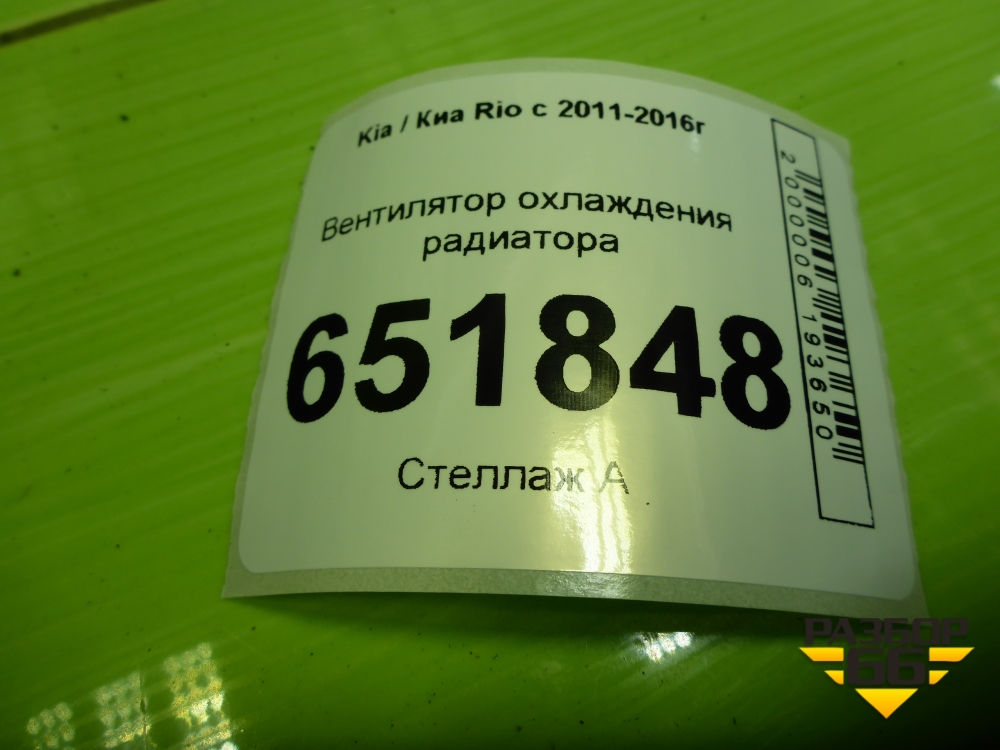 Kia / Киа Rio с 2011-2016г
Вентилятор охлаждения
радиатора
651848
Стеллаж А
2000006193650
РАЗБОР
66